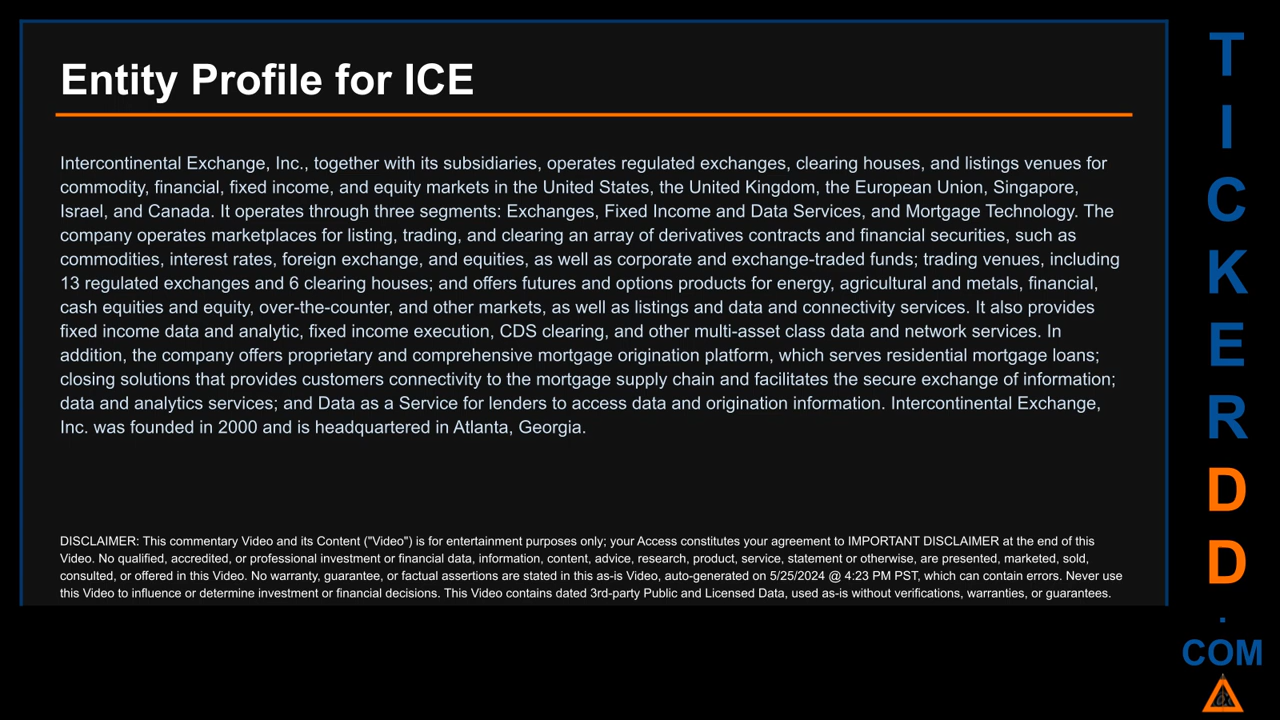 Entity Profile for ICE
Intercontinental Exchange, Inc., together with its subsidiaries, operates regulated exchanges, clearing houses, and listings venues for
commodity, financial, fixed income, and equity markets in the United States, the United Kingdom, the European Union, Singapore,
Israel, and Canada. It operates through three segments: Exchanges, Fixed Income and Data Services, and Mortgage Technology. The
company operates marketplaces for listing, trading, and clearing an array of derivatives contracts and financial securities, such as
commodities, interest rates, foreign exchange, and equities, as well as corporate and exchange-traded funds; trading venues, including
13 regulated exchanges and 6 clearing houses; and offers futures and options products for energy, agricultural and metals, financial,
cash equities and equity, over-the-counter, and other markets, as well as listings and data and connectivity services. It also provides
fixed income data and analytic, fixed income execution, CDS clearing, and other multi-asset class data and network services. In
addition, the company offers proprietary and comprehensive mortgage origination platform, which serves residential mortgage loans;
closing solutions that provides customers connectivity to the mortgage supply chain and facilitates the secure exchange of information;
data and analytics services; and Data as a Service for lenders to access data and origination information. Intercontinental Exchange,
Inc. was founded in 2000 and is headquartered in Atlanta, Georgia.
DISCLAIMER: This commentary Video and its Content ("Video") is for entertainment purposes only; your Access constitutes your agreement to IMPORTANT DISCLAIMER at the end of this
Video. No qualified, accredited, or professional investment or financial data, information, content, advice, research, product, service, statement or otherwise, are presented, marketed, sold,
consulted, or offered in this Video. No warranty, guarantee, or factual assertions are stated in this as-is Video, auto-generated on 5/25/2024 @ 4:23 PM PST, which can contain errors. Never use
this Video to influence or determine investment or financial decisions. This Video contains dated 3rd-party Public and Licensed Data, used as-is without verifications, warranties, or guarantees.
T
I
C
K
E
R
D
D
.
COM